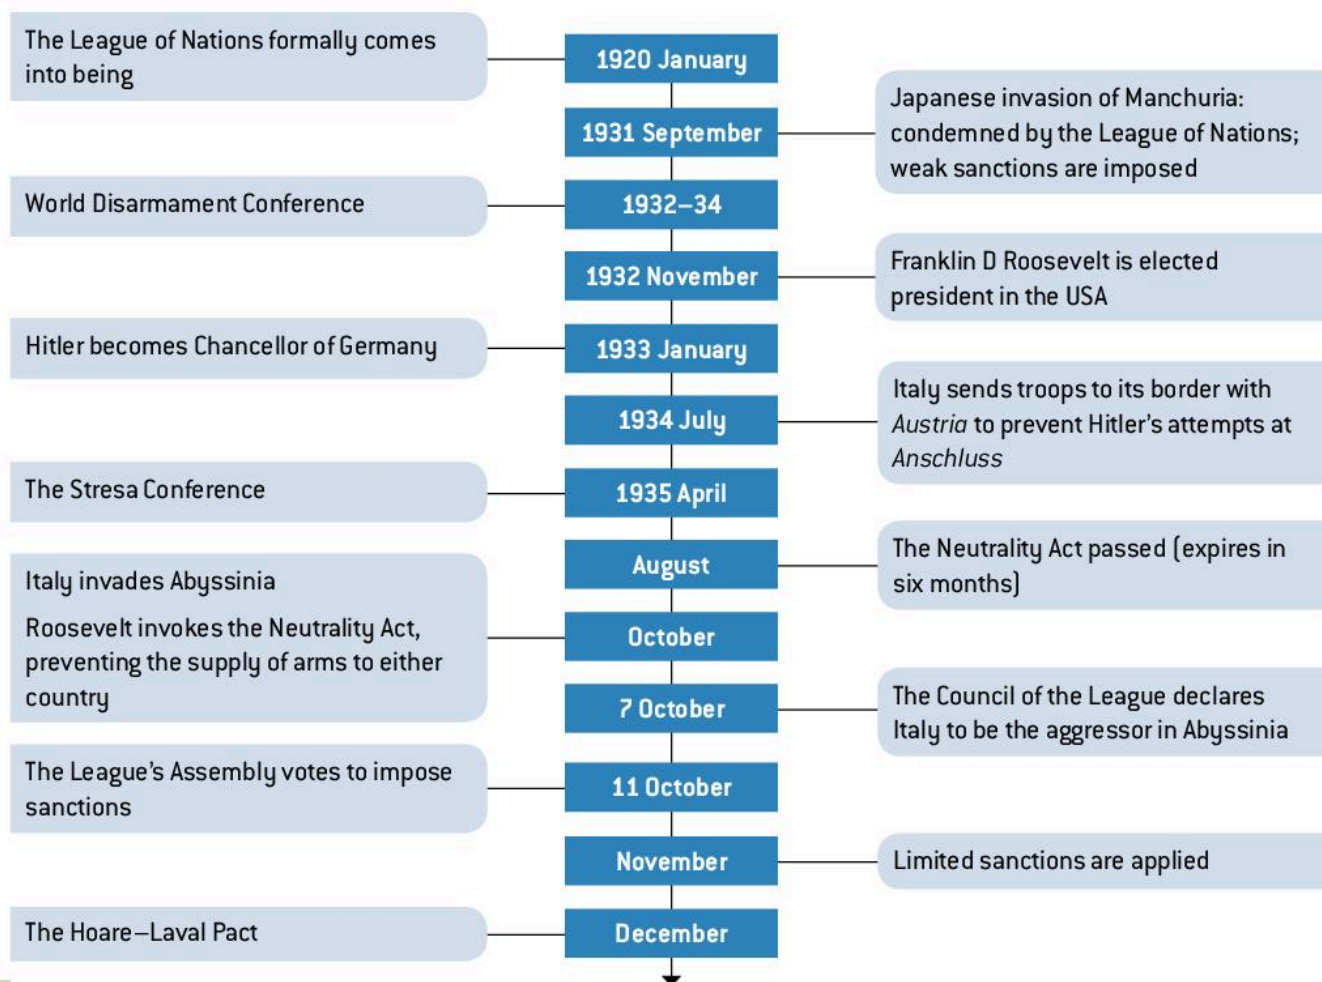 The League of Nations formally comes
into being
1920 January
1931 September
Japanese invasion of Manchuria:
condemned by the League of Nations;
weak sanctions are imposed
World Disarmament Conference
1932–34
1932 November
Franklin D Roosevelt is elected
president in the USA
Hitler becomes Chancellor of Germany
1933 January
1934 July
Italy sends troops to its border with
Austria to prevent Hitler's attempts at
Anschluss
The Stresa Conference
1935 April
August
The Neutrality Act passed (expires in
six months)
Italy invades Abyssinia
Roosevelt invokes the Neutrality Act,
preventing the supply of arms to either
country
October
7 October
The Council of the League declares
Italy to be the aggressor in Abyssinia
The League's Assembly votes to impose
sanctions
11 October
November
Limited sanctions are applied
The Hoare–Laval Pact
December